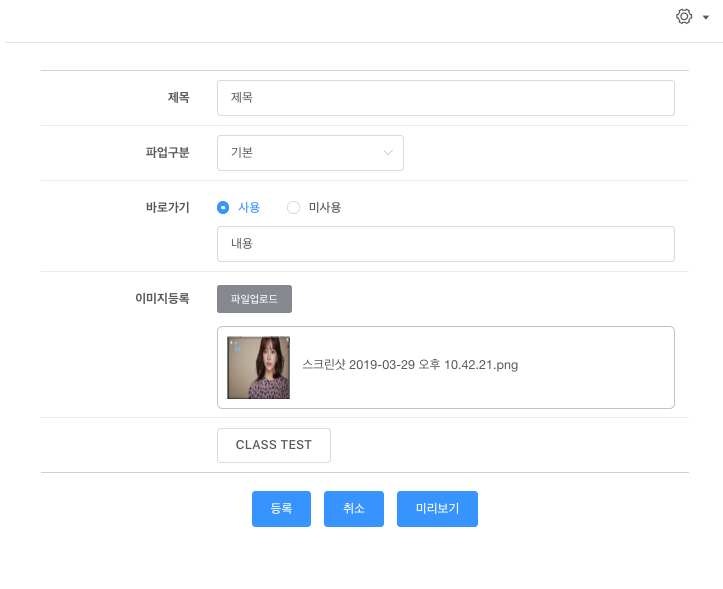 제목
제목
파업구분
기본
바로가기
사용
미사용
내용
이미지등록
파일업로드
스크린샷 2019-03-29 오후 10.42.21.png
CLASS TEST
등록
취소
미리보기